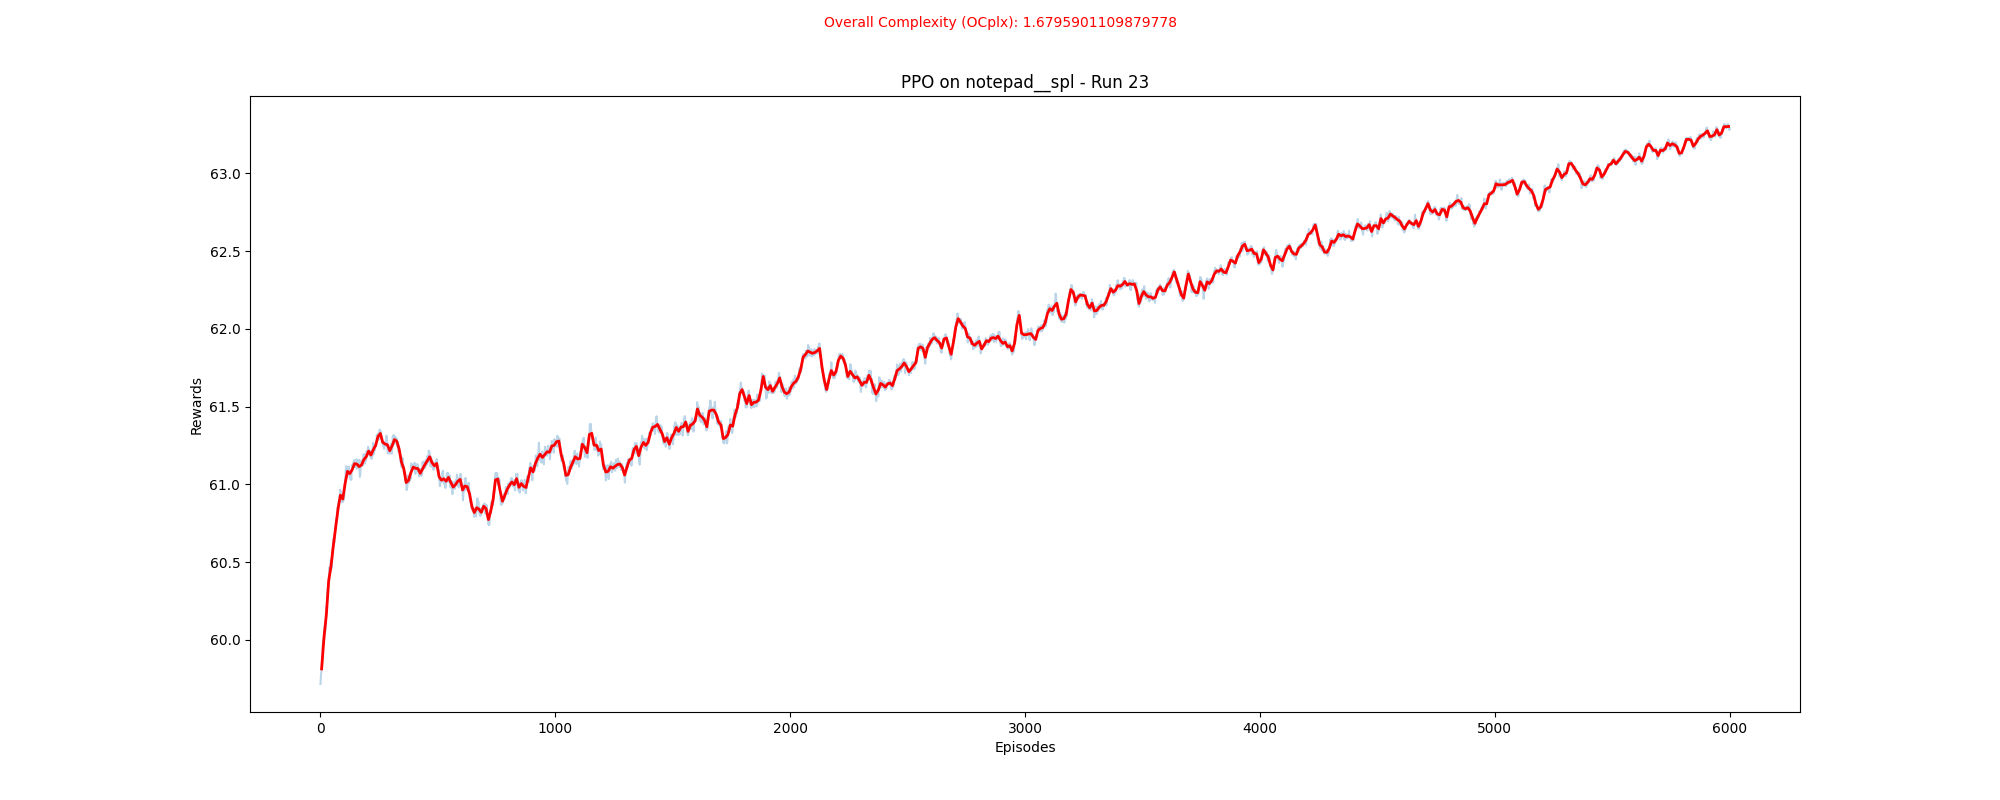 Overall Complexity (OCplx): 1.6795901109879778
PPO on notepad__spl - Run 23
Rewards
63.0
62.5
62.0
61.5
61.0
60.5
60.0
0 1000 2000 3000 4000 5000 6000
Episodes